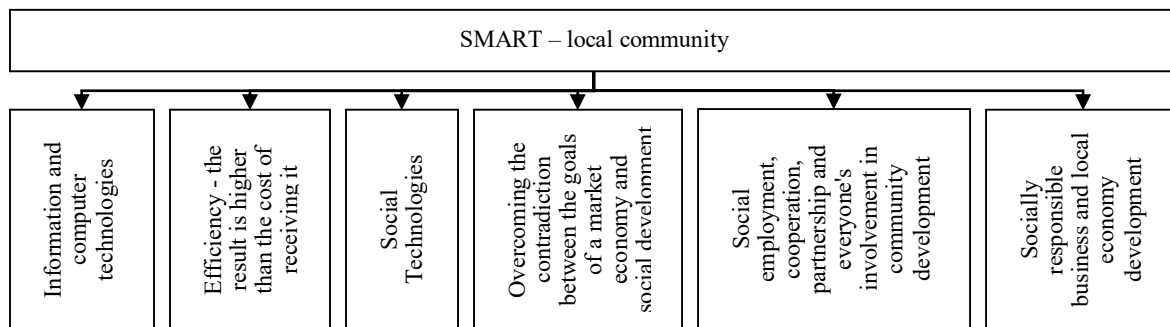 SMART – local community
Information and
computer
technologies
Efficiency - the
result is higher
than the cost of
receiving it
Social
Technologies
Overcoming the
contradiction
between the goals
of a market
economy and
social development
Social
employment,
cooperation,
partnership and
everyone's
involvement in
community
development
Socially
responsible
business and local
economy
development